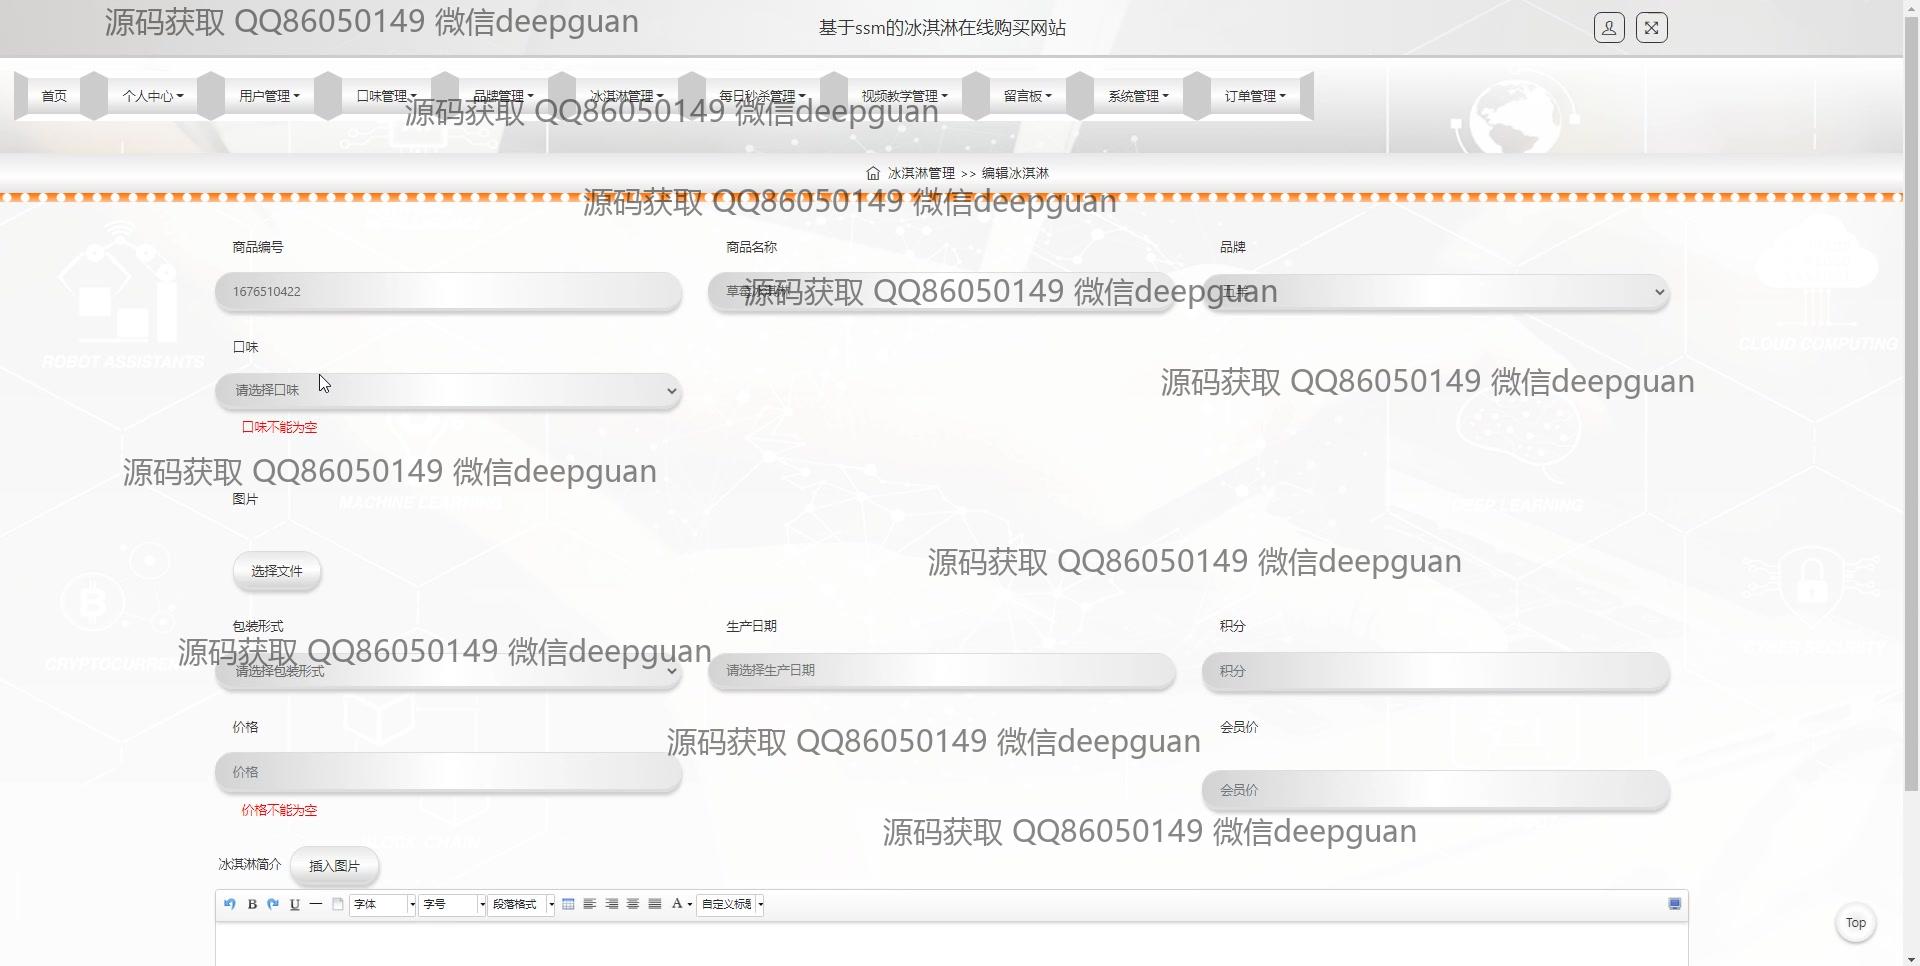 源码获取 QQ86050149 微信deepguan
基于ssm的冰淇淋在线购买网站
首页 个人中心 用户管理 口味管理 品牌管理 冰淇淋管理 每日秒杀管理 视频教学管理 留言板 系统管理 订单管理
源码获取 QQ86050149 微信deepguan
冰淇淋管理 >> 编辑冰淇淋
源码获取 QQ86050149 微信deepguan
商品编号 商品名称 品牌
1676510422 草莓冰淇淋
源码获取 QQ86050149 微信deepguan
ROBOT ASSISTANTS
CLOUD COMPUTING
口味
请选择口味
源码获取 QQ86050149 微信deepguan
口味不能为空
源码获取 QQ86050149 微信deepguan
图片
MACHINE LEARNING
DEEP LEARNING
选择文件
源码获取 QQ86050149 微信deepguan
包装形式 生产日期 积分
源码获取 QQ86050149 微信deepguan
CYBER SECURITY
请选择包装形式 请选择生产日期 积分
价格 会员价
源码获取 QQ86050149 微信deepguan
价格
会员价
价格不能为空
源码获取 QQ86050149 微信deepguan
冰淇淋简介 插入图片
B U 字体 字号 段落格式 A 自定义标题
Top